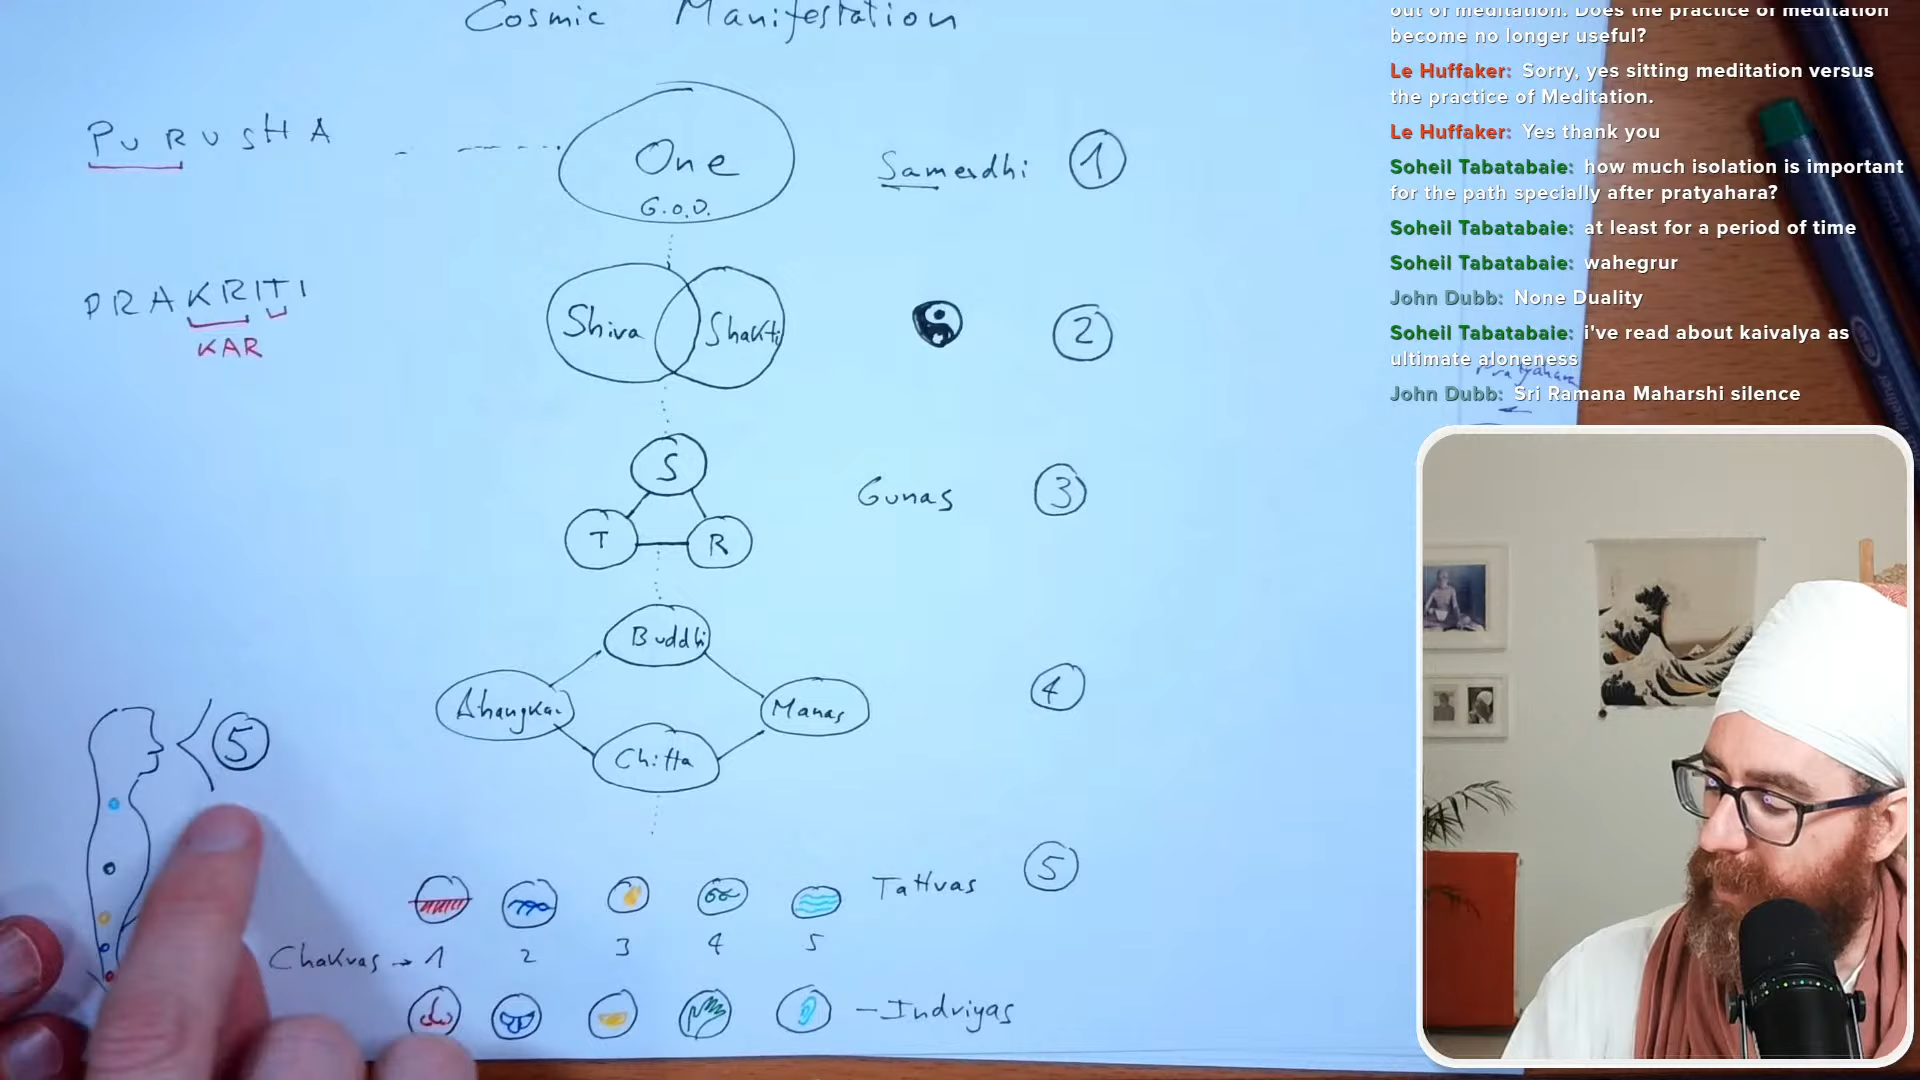 Cosmic Manifestation
PURUSHA
One
G.O.D.
Samadhi
1
PRAKRITI
KAR
Shiva
Shakti
2
S
T
R
Gunas
3
Buddhi
Ahangkar
Manas
Chitta
4
5
Tattvas
5
Chakras → 1 2 3 4 5
-Indriyas
out of meditation. Does the practice of meditation
become no longer useful?
Le Huffaker: Sorry, yes sitting meditation versus
the practice of Meditation.
Le Huffaker: Yes thank you
Soheil Tabatabaie: how much isolation is important
for the path specially after pratyahara?
Soheil Tabatabaie: at least for a period of time
Soheil Tabatabaie: wahegrur
John Dubb: None Duality
Soheil Tabatabaie: i've read about kaivalya as
ultimate aloneness
Pratyahara
John Dubb: Sri Ramana Maharshi silence